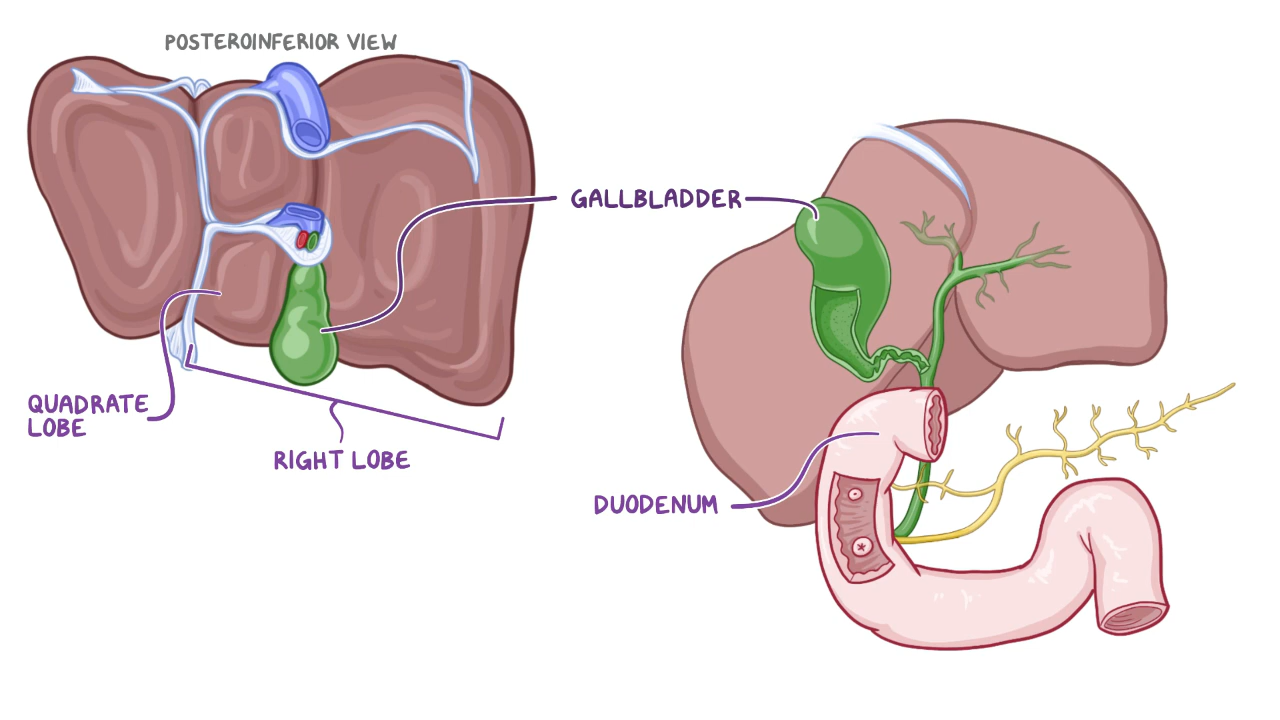 POSTEROINFERIOR VIEW
GALLBLADDER
QUADRATE
LOBE
RIGHT LOBE
DUODENUM
*